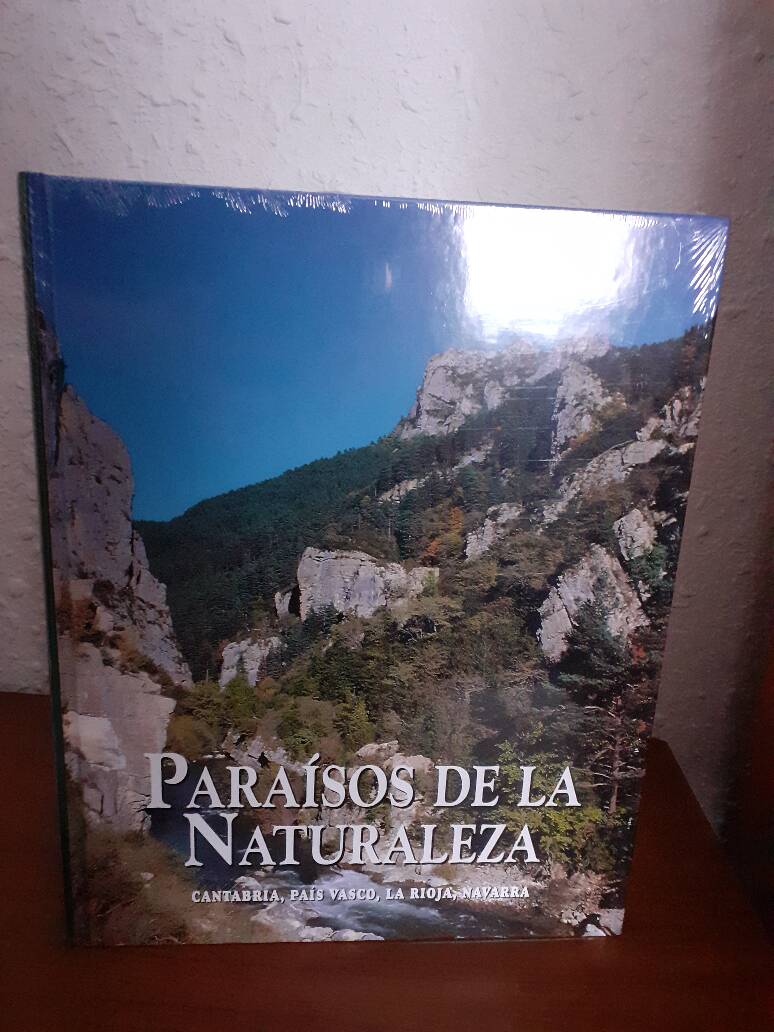 PARAÍSOS DE LA
NATURALEZA
CANTABRIA, PAÍS VASCO, LA RIOJA, NAVARRA